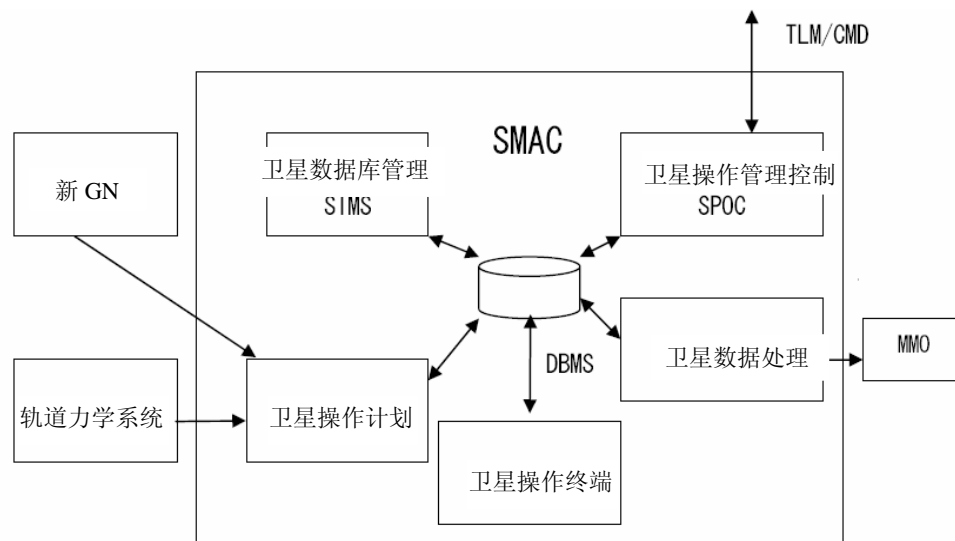 TLM/CMD
SMAC
新 GN
卫星数据库管理
SIMS
卫星操作管理控制
SPOC
DBMS
卫星数据处理
MMO
轨道力学系统
卫星操作计划
卫星操作终端